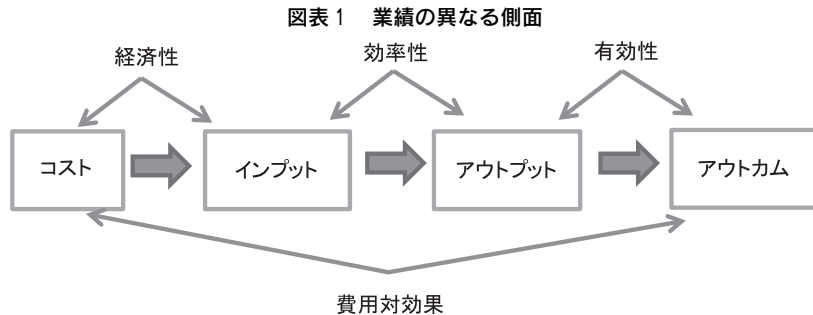 図表1 業績の異なる側面
経済性
効率性
有効性
コスト
インプット
アウトプット
アウトカム
費用対効果